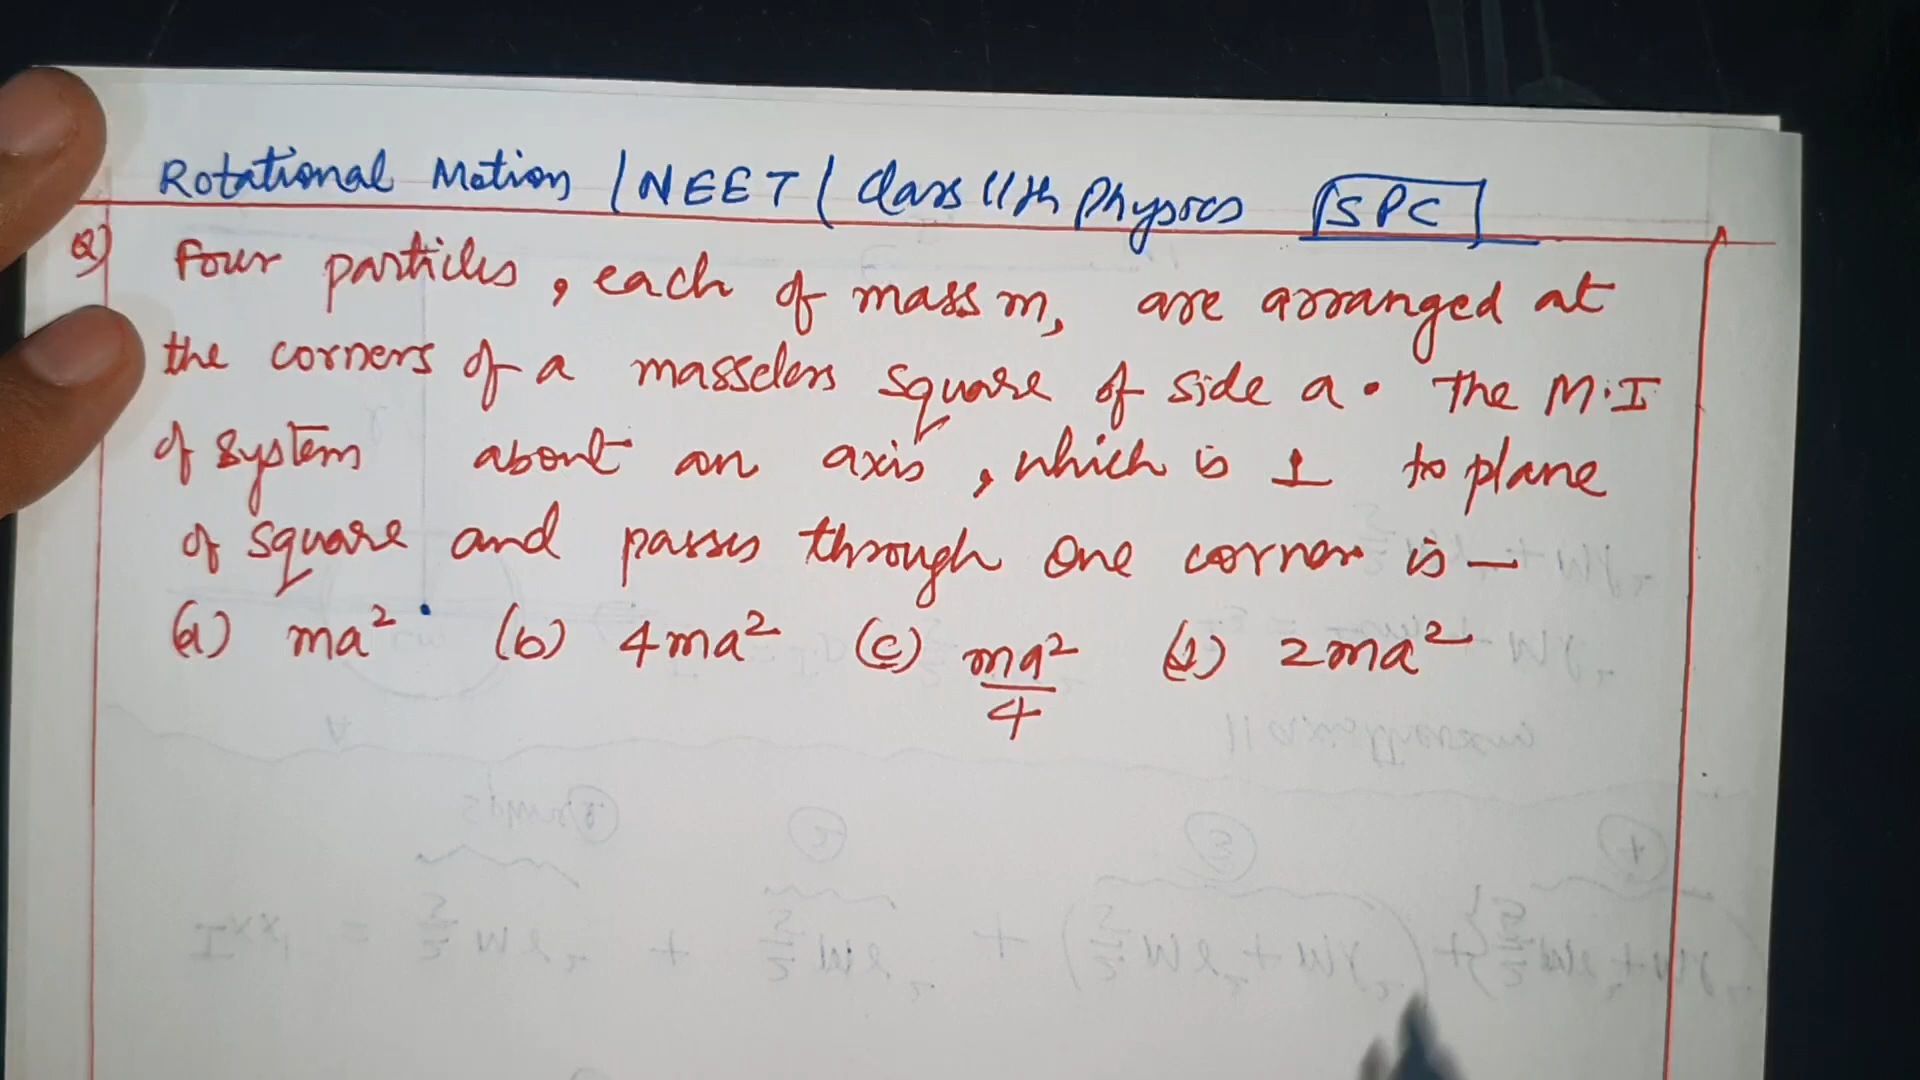 Rotational Motion / NEET / Class 11th Physics SPC
Q) Four particles, each of mass m, are arranged at
the corners of a massless square of side a. The M.I
of system about an axis, which is ⊥ to plane
of square and passes through one corner is —
(a) ma² (b) 4ma² (c) ma²/4 (d) 2ma²